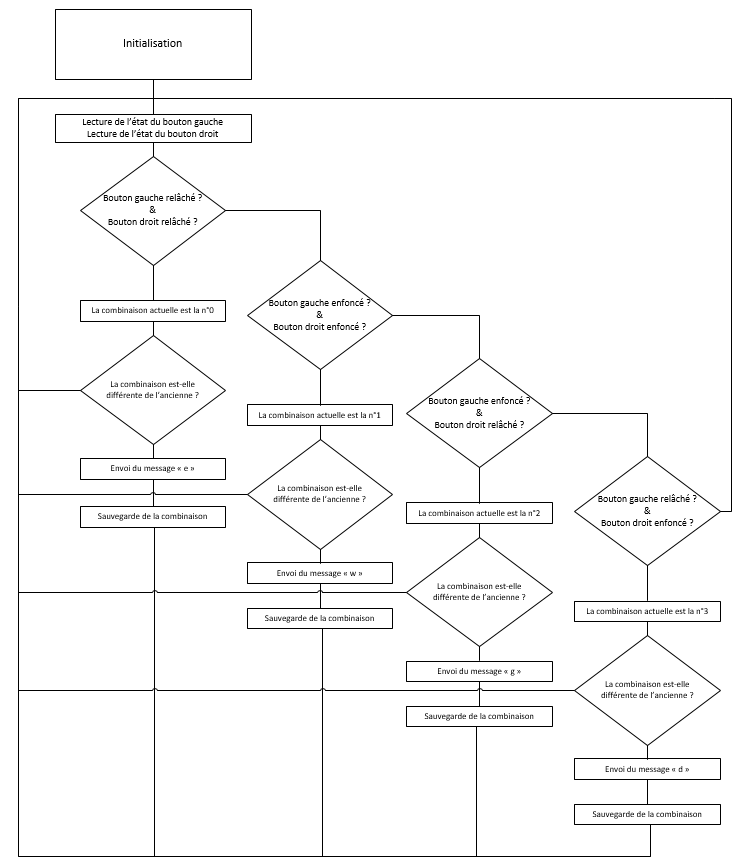 Initialisation
Lecture de l'état du bouton gauche
Lecture de l'état du bouton droit
Bouton gauche relâché ?
&
Bouton droit relâché ?
La combinaison actuelle est la n°0
La combinaison est-elle
différente de l'ancienne ?
Envoi du message « e »
Sauvegarde de la combinaison
Bouton gauche enfoncé ?
&
Bouton droit enfoncé ?
La combinaison actuelle est la n°1
La combinaison est-elle
différente de l'ancienne ?
Envoi du message « w »
Sauvegarde de la combinaison
Bouton gauche enfoncé ?
&
Bouton droit relâché ?
La combinaison actuelle est la n°2
La combinaison est-elle
différente de l'ancienne ?
Envoi du message « g »
Sauvegarde de la combinaison
Bouton gauche relâché ?
&
Bouton droit enfoncé ?
La combinaison actuelle est la n°3
La combinaison est-elle
différente de l'ancienne ?
Envoi du message « d »
Sauvegarde de la combinaison